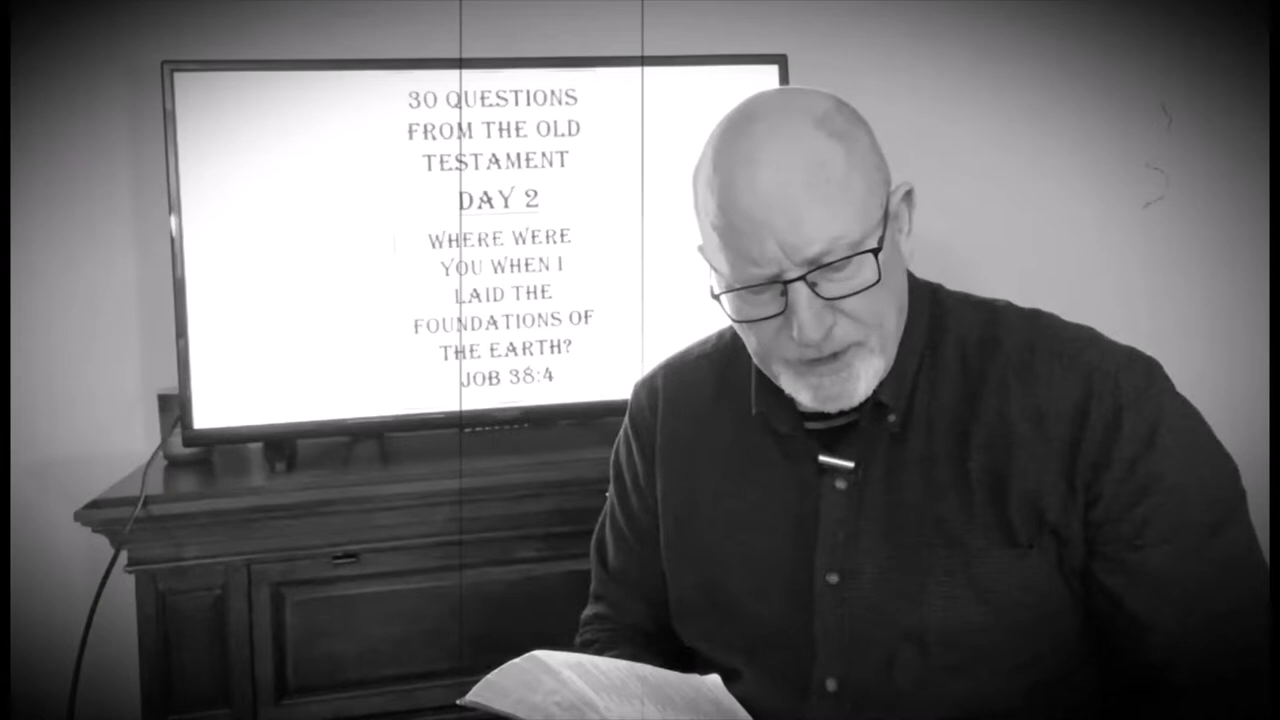 30 QUESTIONS
FROM THE OLD
TESTAMENT
DAY 2
WHERE WERE
YOU WHEN I
LAID THE
FOUNDATIONS OF
THE EARTH?
JOB 38:4